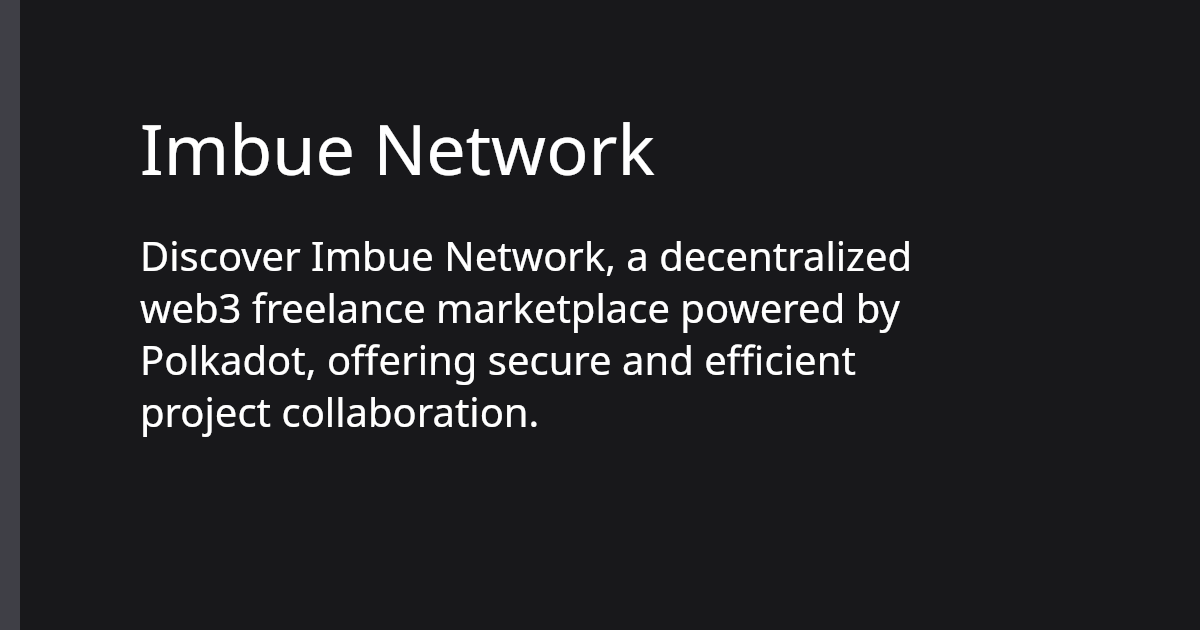 Imbue Network
Discover Imbue Network, a decentralized
web3 freelance marketplace powered by
Polkadot, offering secure and efficient
project collaboration.